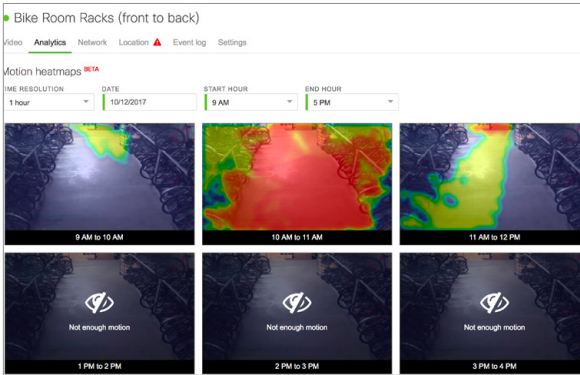 Bike Room Racks (front to back)
Video Analytics Network Location Event log Settings
Motion heatmaps BETA
TIME RESOLUTION DATE START HOUR END HOUR
1 hour 10/12/2017 9 AM 5 PM
9 AM to 10 AM 10 AM to 11 AM 11 AM to 12 PM
Not enough motion Not enough motion Not enough motion
1 PM to 2 PM 2 PM to 3 PM 3 PM to 4 PM